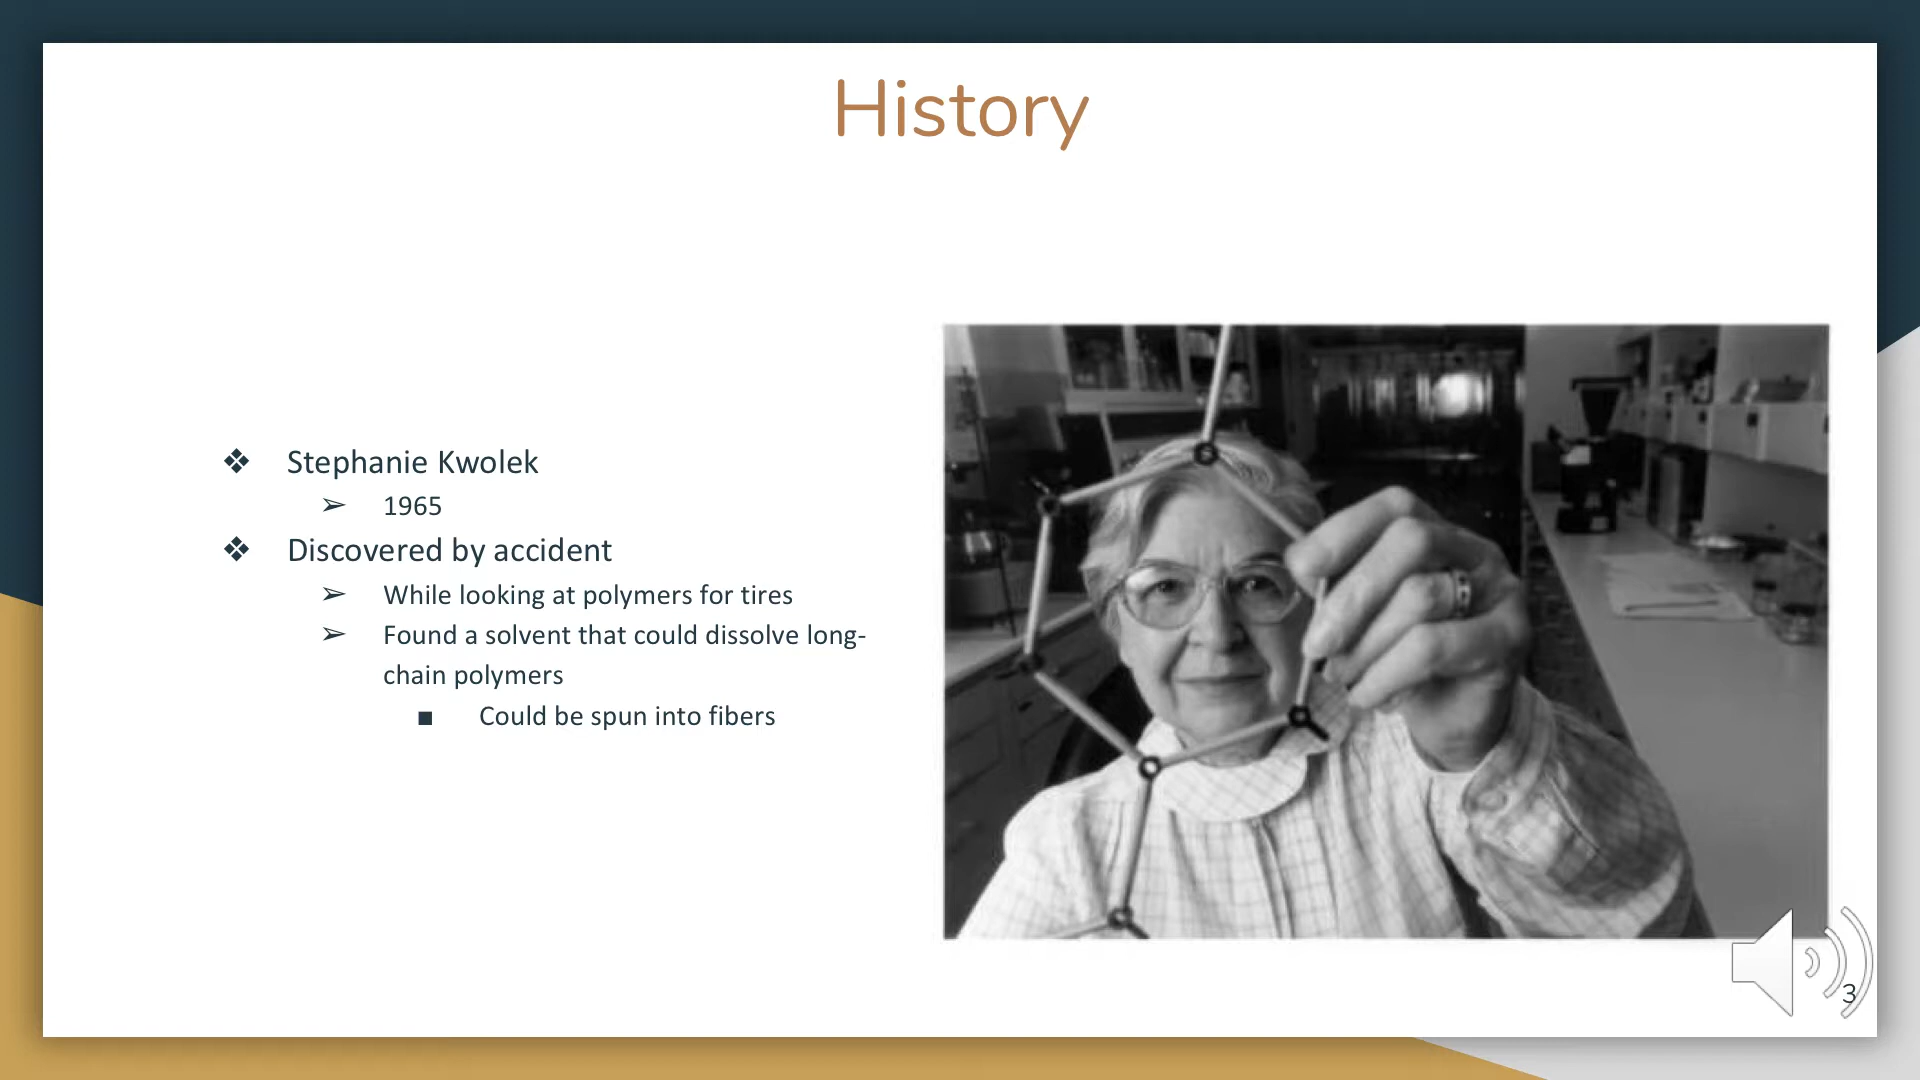 History
❖ Stephanie Kwolek
➢ 1965
❖ Discovered by accident
➢ While looking at polymers for tires
➢ Found a solvent that could dissolve long-
chain polymers
■ Could be spun into fibers
3